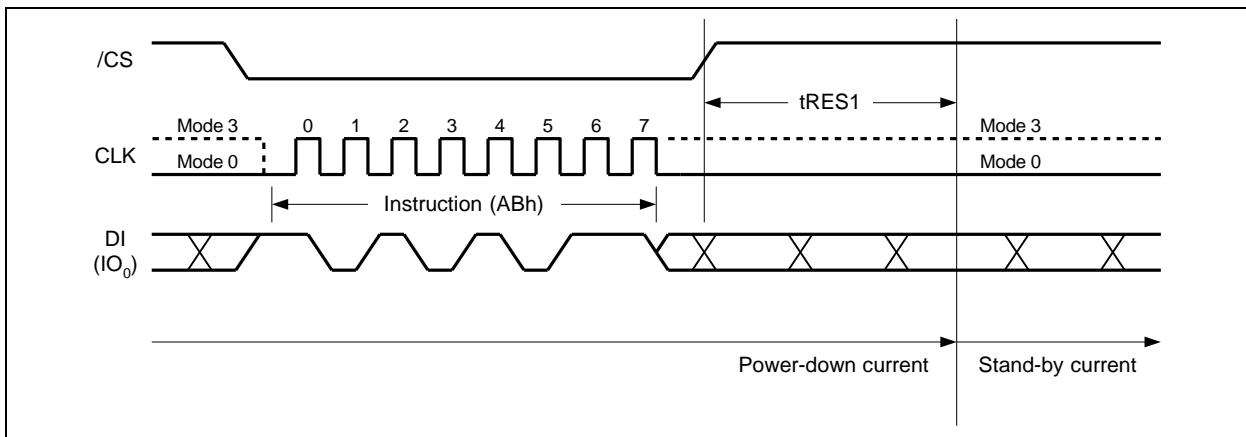 /CS
tRES1
Mode 3
0 1 2 3 4 5 6 7
Mode 3
CLK
Mode 0
Mode 0
Instruction (ABh)
DI
(IO0)
Power-down current
Stand-by current